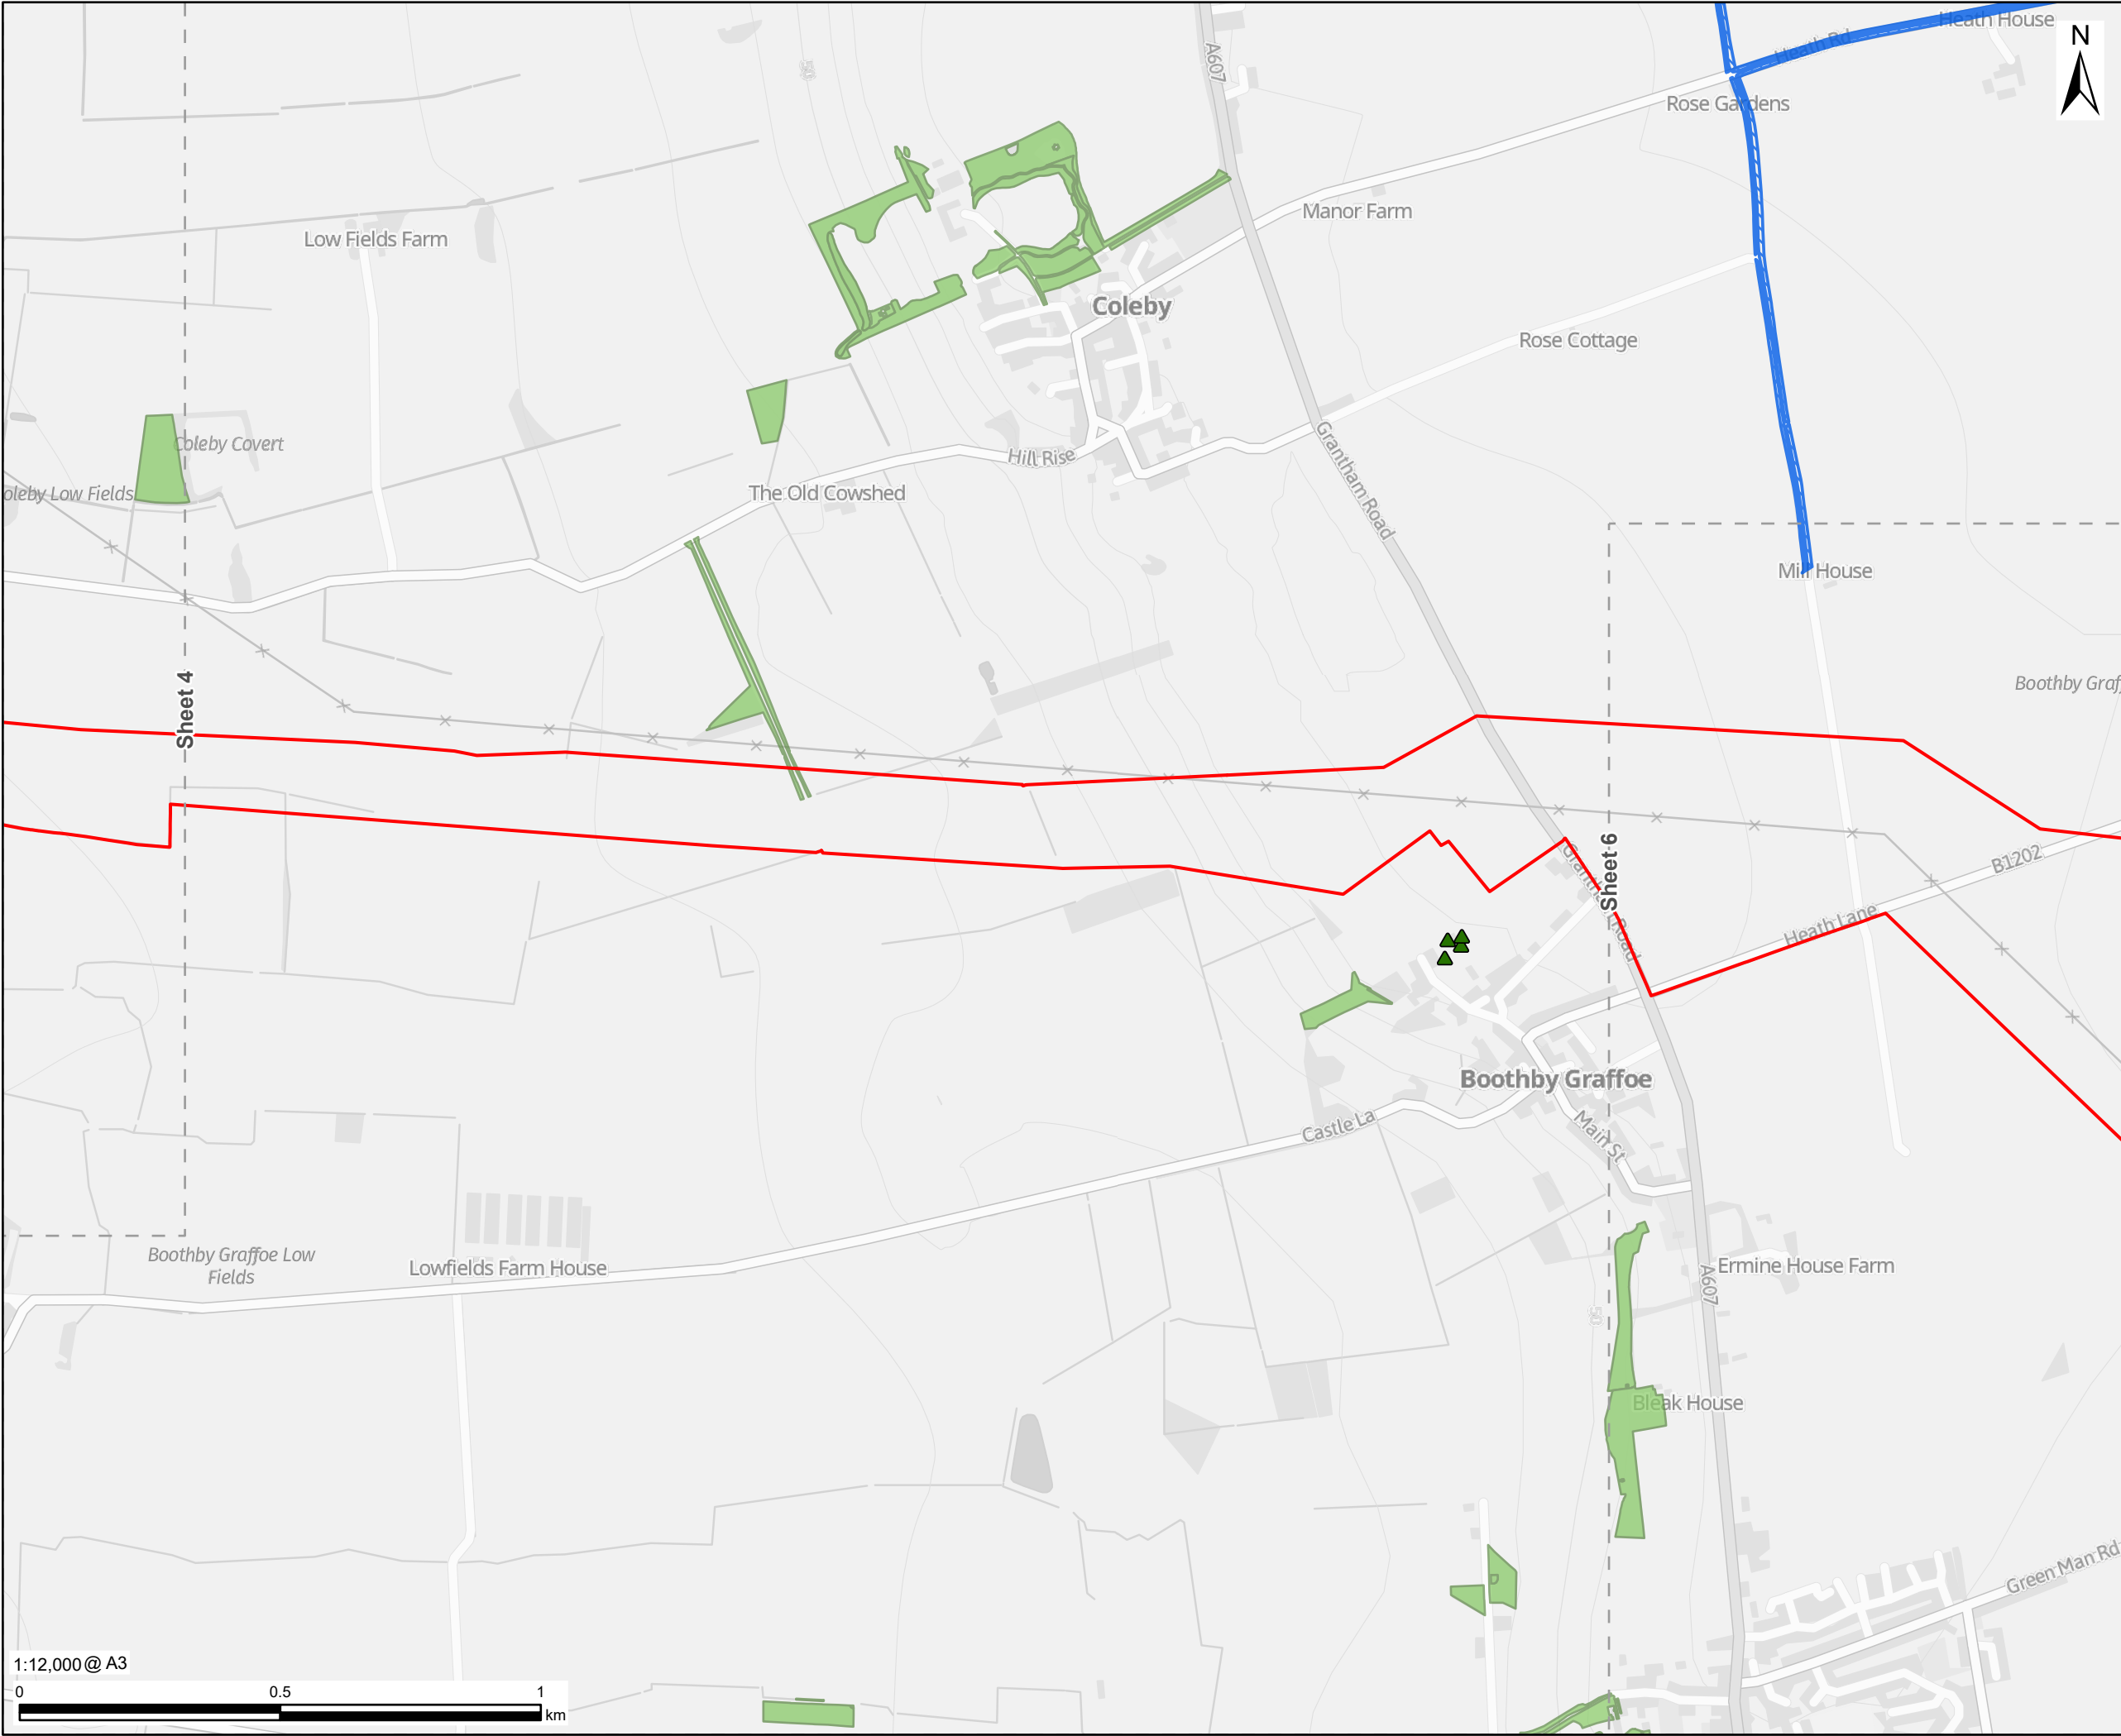 Heath House
N
Heath Rd
A607
50
Rose Gardens
Manor Farm
Low Fields Farm
Coleby
Rose Cottage
Coleby Covert
Hill Rise
Grantham Road
oleby Low Fields
The Old Cowshed
Mill House
Sheet 4
Boothby Graff
Sheet 6
Grantham Road
B1202
Heath Lane
Boothby Graffoe
Castle La
Main St
Boothby Graffoe Low
Fields
Lowfields Farm House
Ermine House Farm
A607
50
Bleak House
Green Man Rd
1:12,000 @ A3
0 0.5 1
km